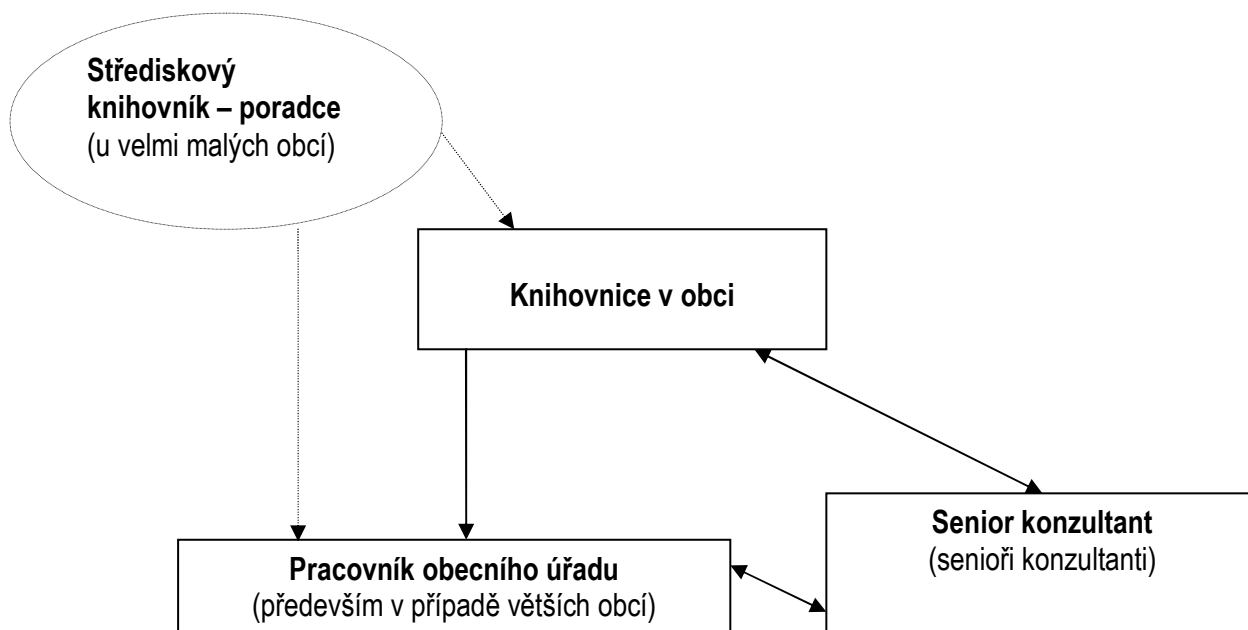 Střediskový
knihovník – poradce
(u velmi malých obcí)
Knihovnice v obci
Senior konzultant
(senioři konzultanti)
Pracovník obecního úřadu
(především v případě větších obcí)